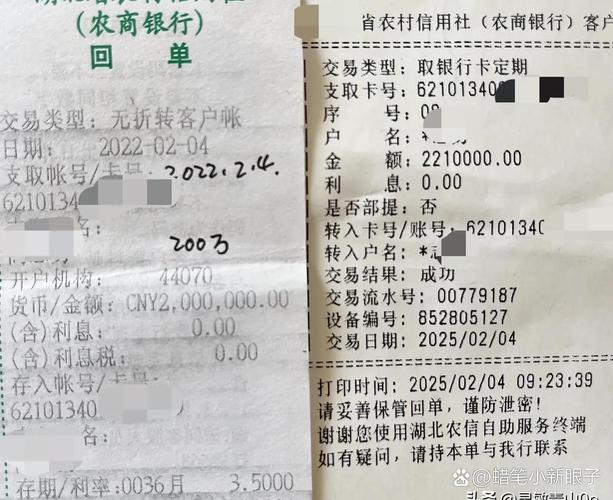 (农商银行)
回 单
交易类型: 无折转客户帐
日期: 2022-02-04
支取帐号/卡号: 2022.2.4.
6210134
名:
2003
开户机构: 44070
货币/金额: CNY2,000,000.00
(含)利息: 0.00
(含)利息税: 0.00
存入帐号/卡号
62101340
名:
存期/利率:0036月 3.5000
省农村信用社(农商银行)客户
交易类型: 取银行卡定期
支取卡号: 62101340
序 号: 0
户 名: *
金 额: 2210000.00
利 息: 0.00
是否部提: 否
转入卡号/账号: 62101340
转入户名: *
交易结果: 成功
交易流水号: 00779187
设备编号: 852805127
交易日期: 2025/02/04
打印时间: 2025/02/04 09:23:39
请妥善保管回单, 谨防泄密!
谢谢您使用湖北农信自助服务终端
如有疑问, 请持本单与我行联系
蜡笔小新眼子